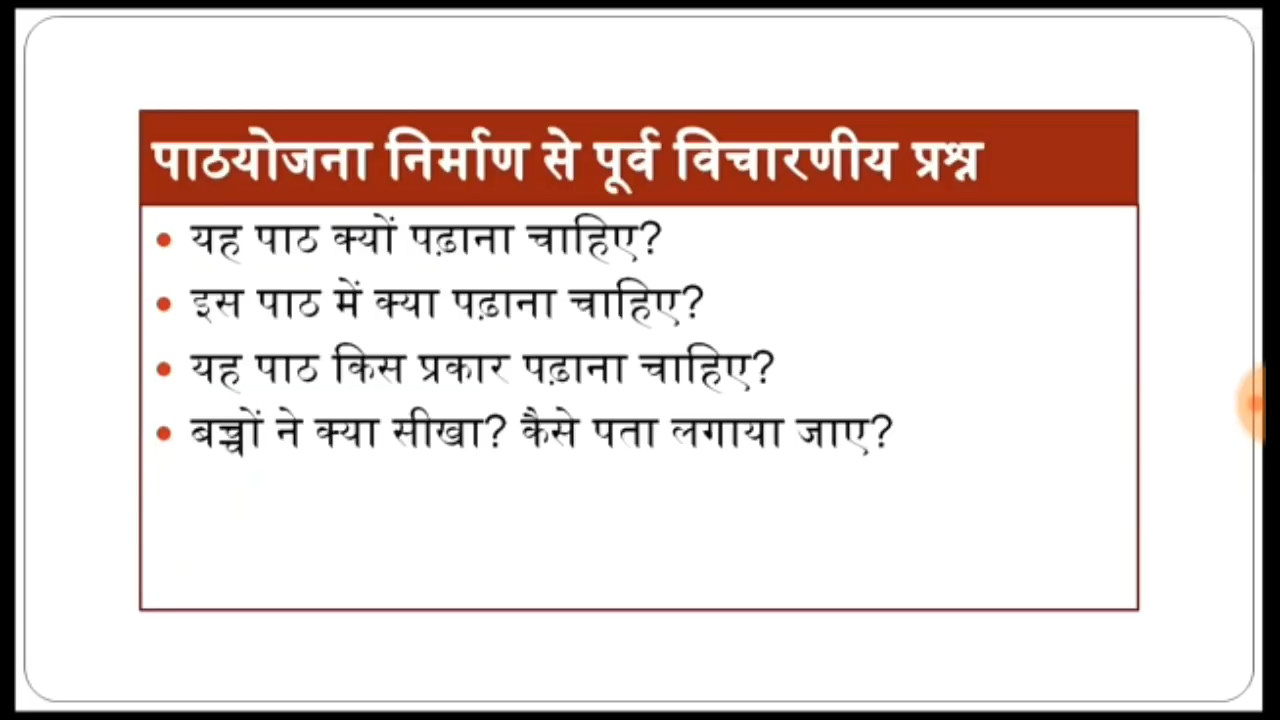 पाठयोजना निर्माण से पूर्व विचारणीय प्रश्न
• यह पाठ क्यों पढ़ाना चाहिए?
• इस पाठ में क्या पढ़ाना चाहिए?
• यह पाठ किस प्रकार पढ़ाना चाहिए?
• बच्चों ने क्या सीखा? कैसे पता लगाया जाए?